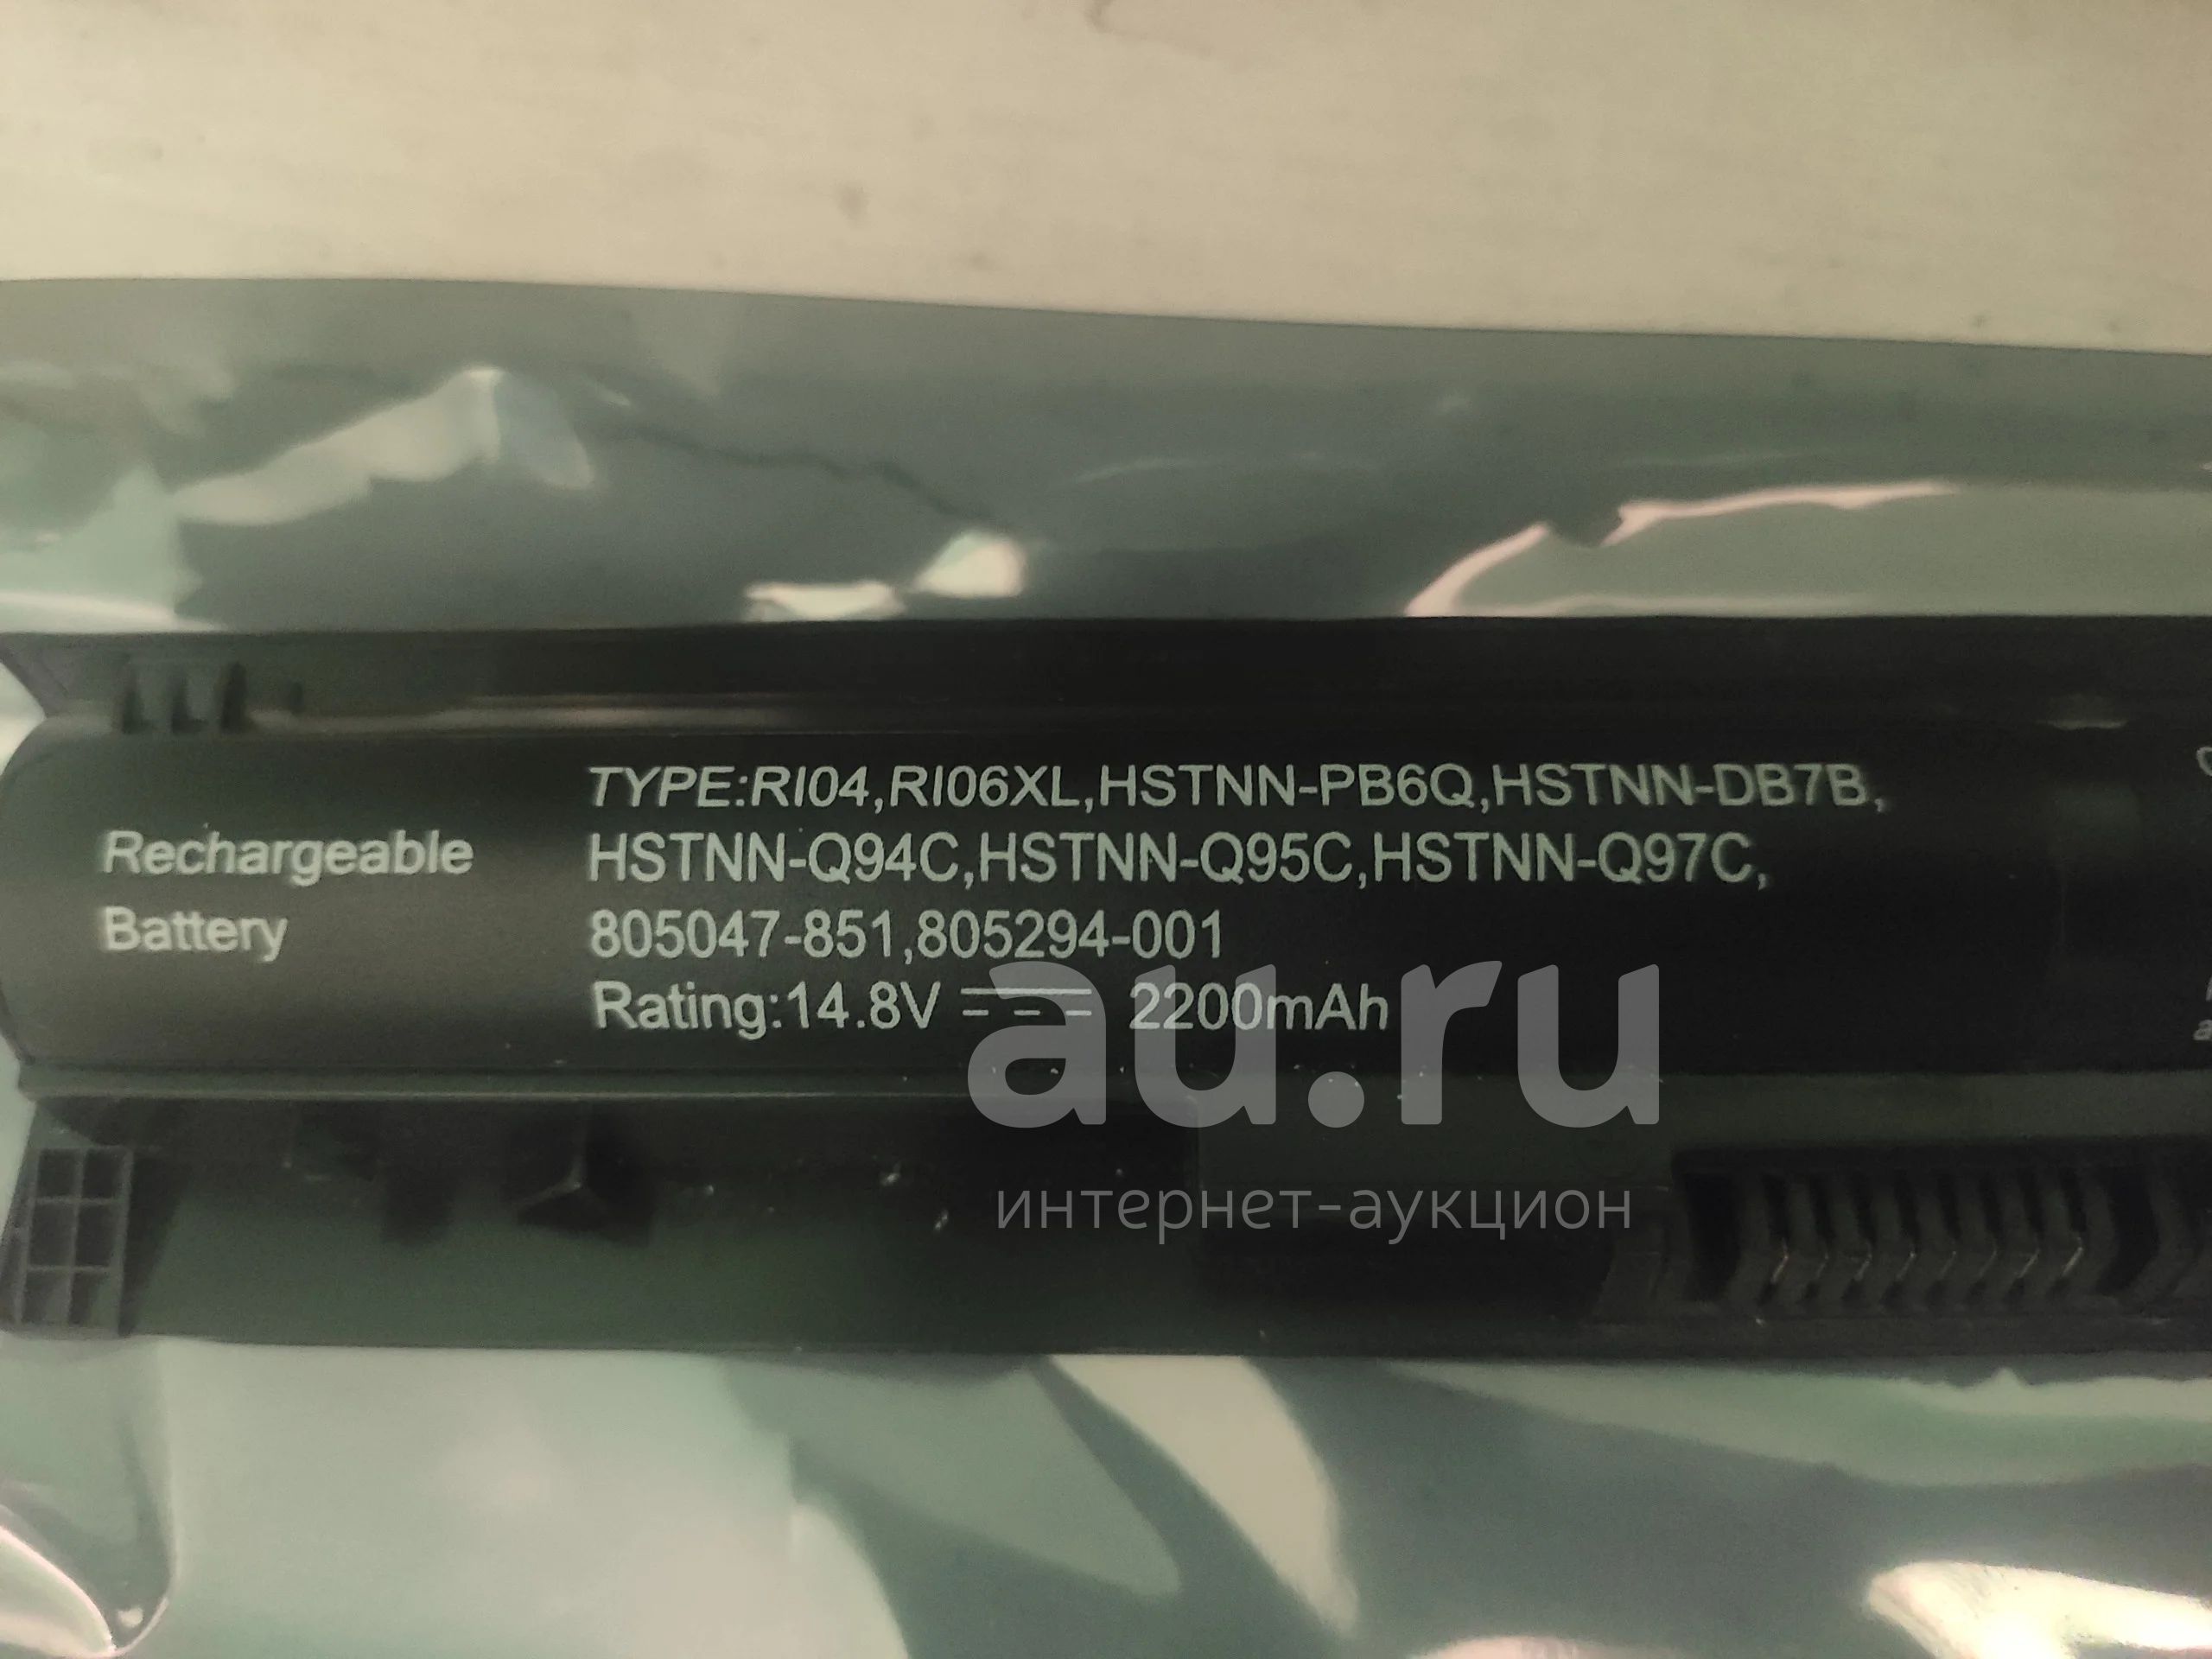 Rechargeable
Battery
TYPE:RI04,RI06XL,HSTNN-PB6Q,HSTNN-DB7B,
HSTNN-Q94C,HSTNN-Q95C,HSTNN-Q97C,
805047-851,805294-001
Rating:14.8V 2200mAh
au.ru
интернет-аукцион